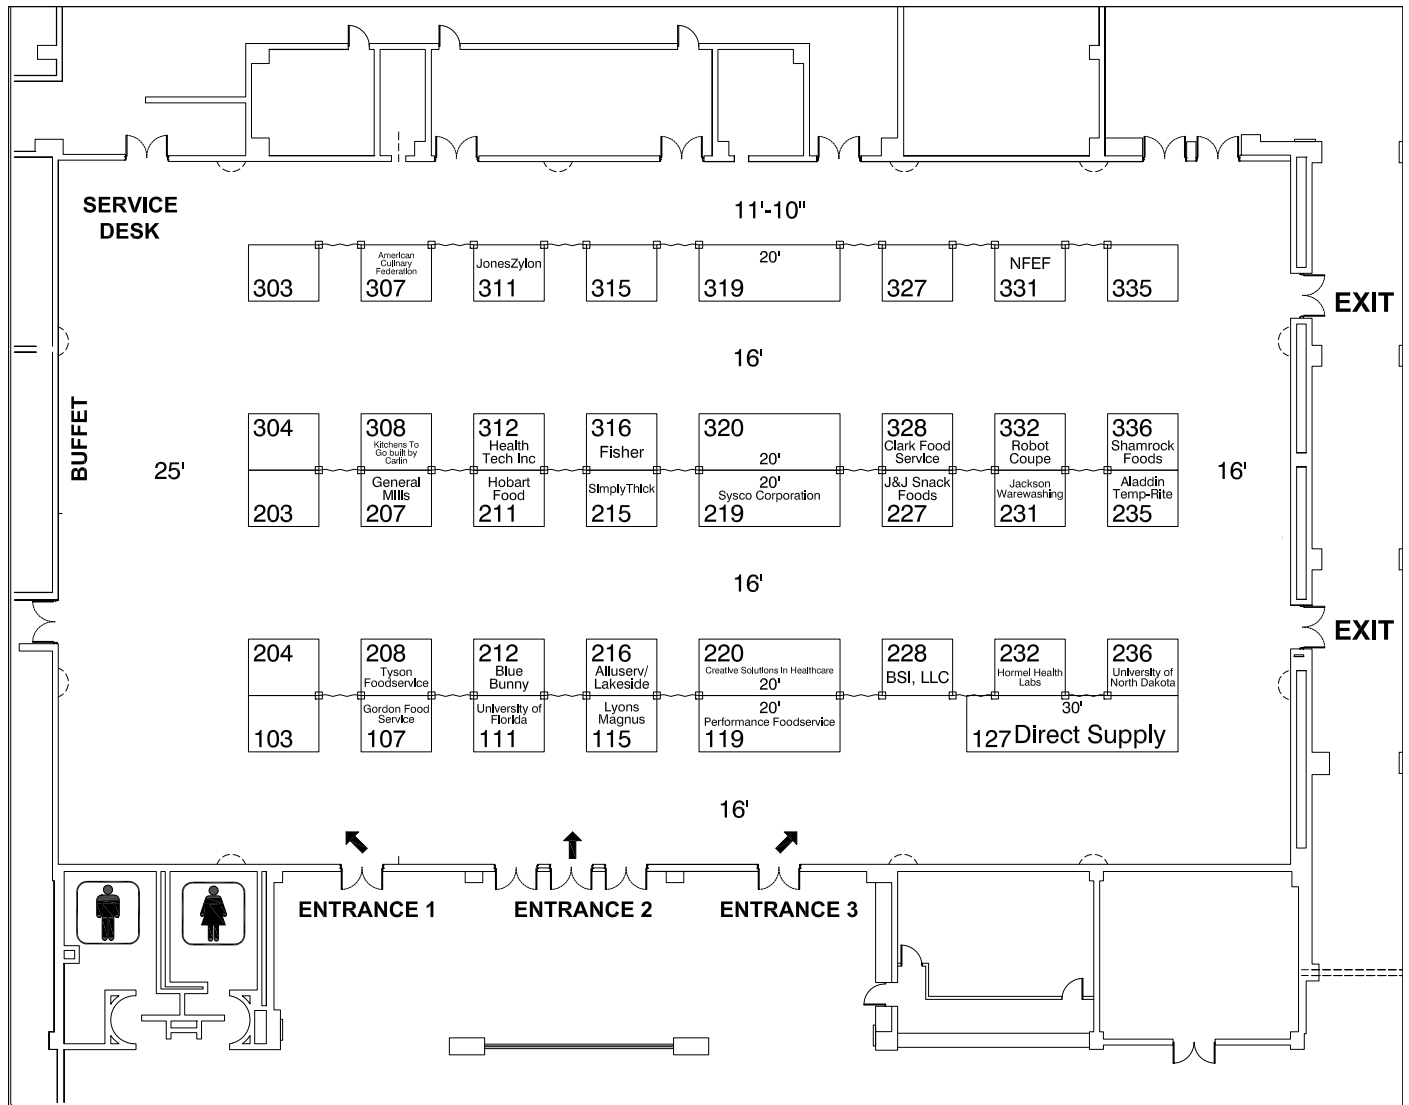 SERVICE
DESK
11'-10"
303
American
Culinary
Federation
307
JonesZylon
311
315
20'
319
327
NFEF
331
335
EXIT
16'
BUFFET
25'
304
308
Kitchens To
Go built by
Carlin
312
Health
Tech Inc
316
Fisher
320
20'
328
Clark Food
Service
332
Robot
Coupe
336
Shamrock
Foods
16'
203
General
Mills
207
Hobart
Food
211
SimplyThick
215
20'
Sysco Corporation
219
J&J Snack
Foods
227
Jackson
Warewashing
231
Aladdin
Temp-Rite
235
16'
EXIT
204
208
Tyson
Foodservice
212
Blue
Bunny
216
Alluserv/
Lakeside
220
Creative Solutions In Healthcare
20'
228
BSI, LLC
232
Hormel Health
Labs
236
University of
North Dakota
103
Gordon Food
Service
107
University of
Florida
111
Lyons
Magnus
115
20'
Performance Foodservice
119
30'
127 Direct Supply
16'
ENTRANCE 1
ENTRANCE 2
ENTRANCE 3